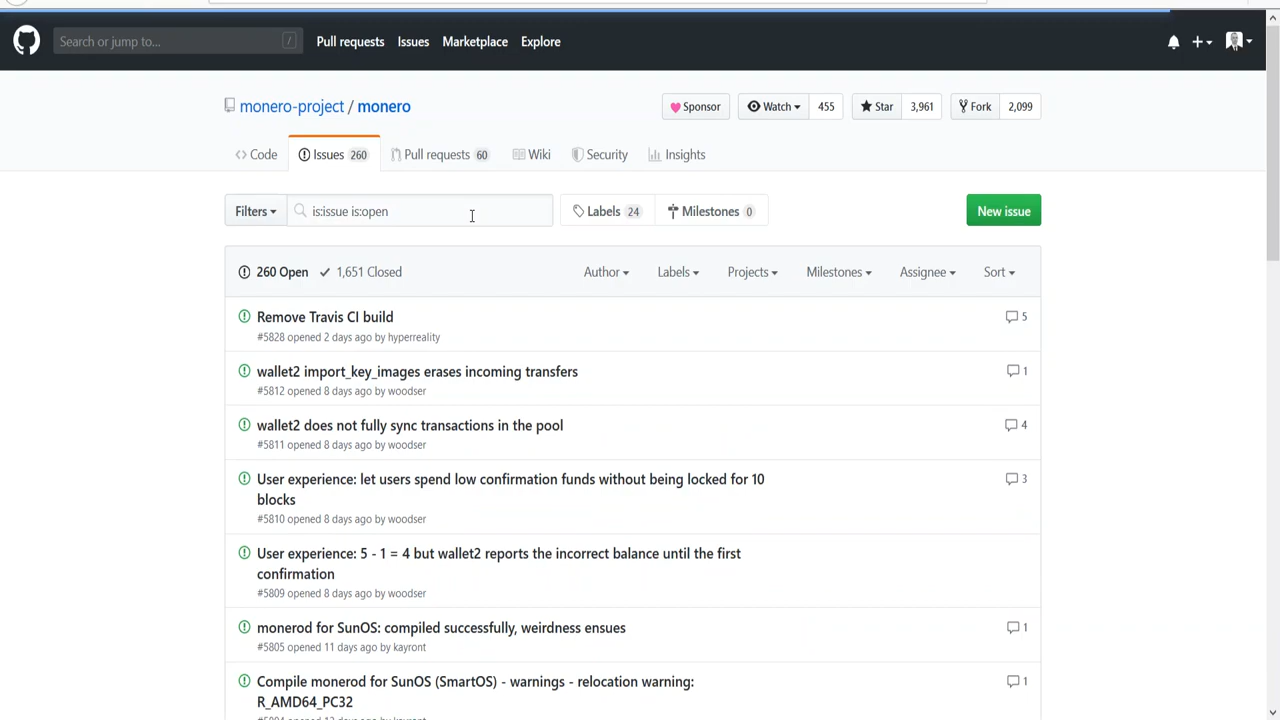 Search or jump to... /
Pull requests Issues Marketplace Explore
monero-project / monero
Sponsor Watch 455 Star 3,961 Fork 2,099
Code Issues 260 Pull requests 60 Wiki Security Insights
Filters is:issue is:open Labels 24 Milestones 0 New issue
260 Open 1,651 Closed Author Labels Projects Milestones Assignee Sort
Remove Travis CI build 5
#5828 opened 2 days ago by hyperreality
wallet2 import_key_images erases incoming transfers 1
#5812 opened 8 days ago by woodser
wallet2 does not fully sync transactions in the pool 4
#5811 opened 8 days ago by woodser
User experience: let users spend low confirmation funds without being locked for 10 3
blocks
#5810 opened 8 days ago by woodser
User experience: 5 - 1 = 4 but wallet2 reports the incorrect balance until the first
confirmation
#5809 opened 8 days ago by woodser
monerod for SunOS: compiled successfully, weirdness ensues 1
#5805 opened 11 days ago by kayront
Compile monerod for SunOS (SmartOS) - warnings - relocation warning: 1
R_AMD64_PC32